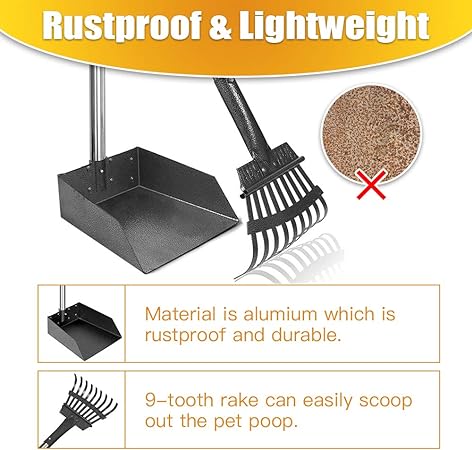 Rustproof & Lightweight
Material is alumium which is
rustproof and durable.
9-tooth rake can easily scoop
out the pet poop.